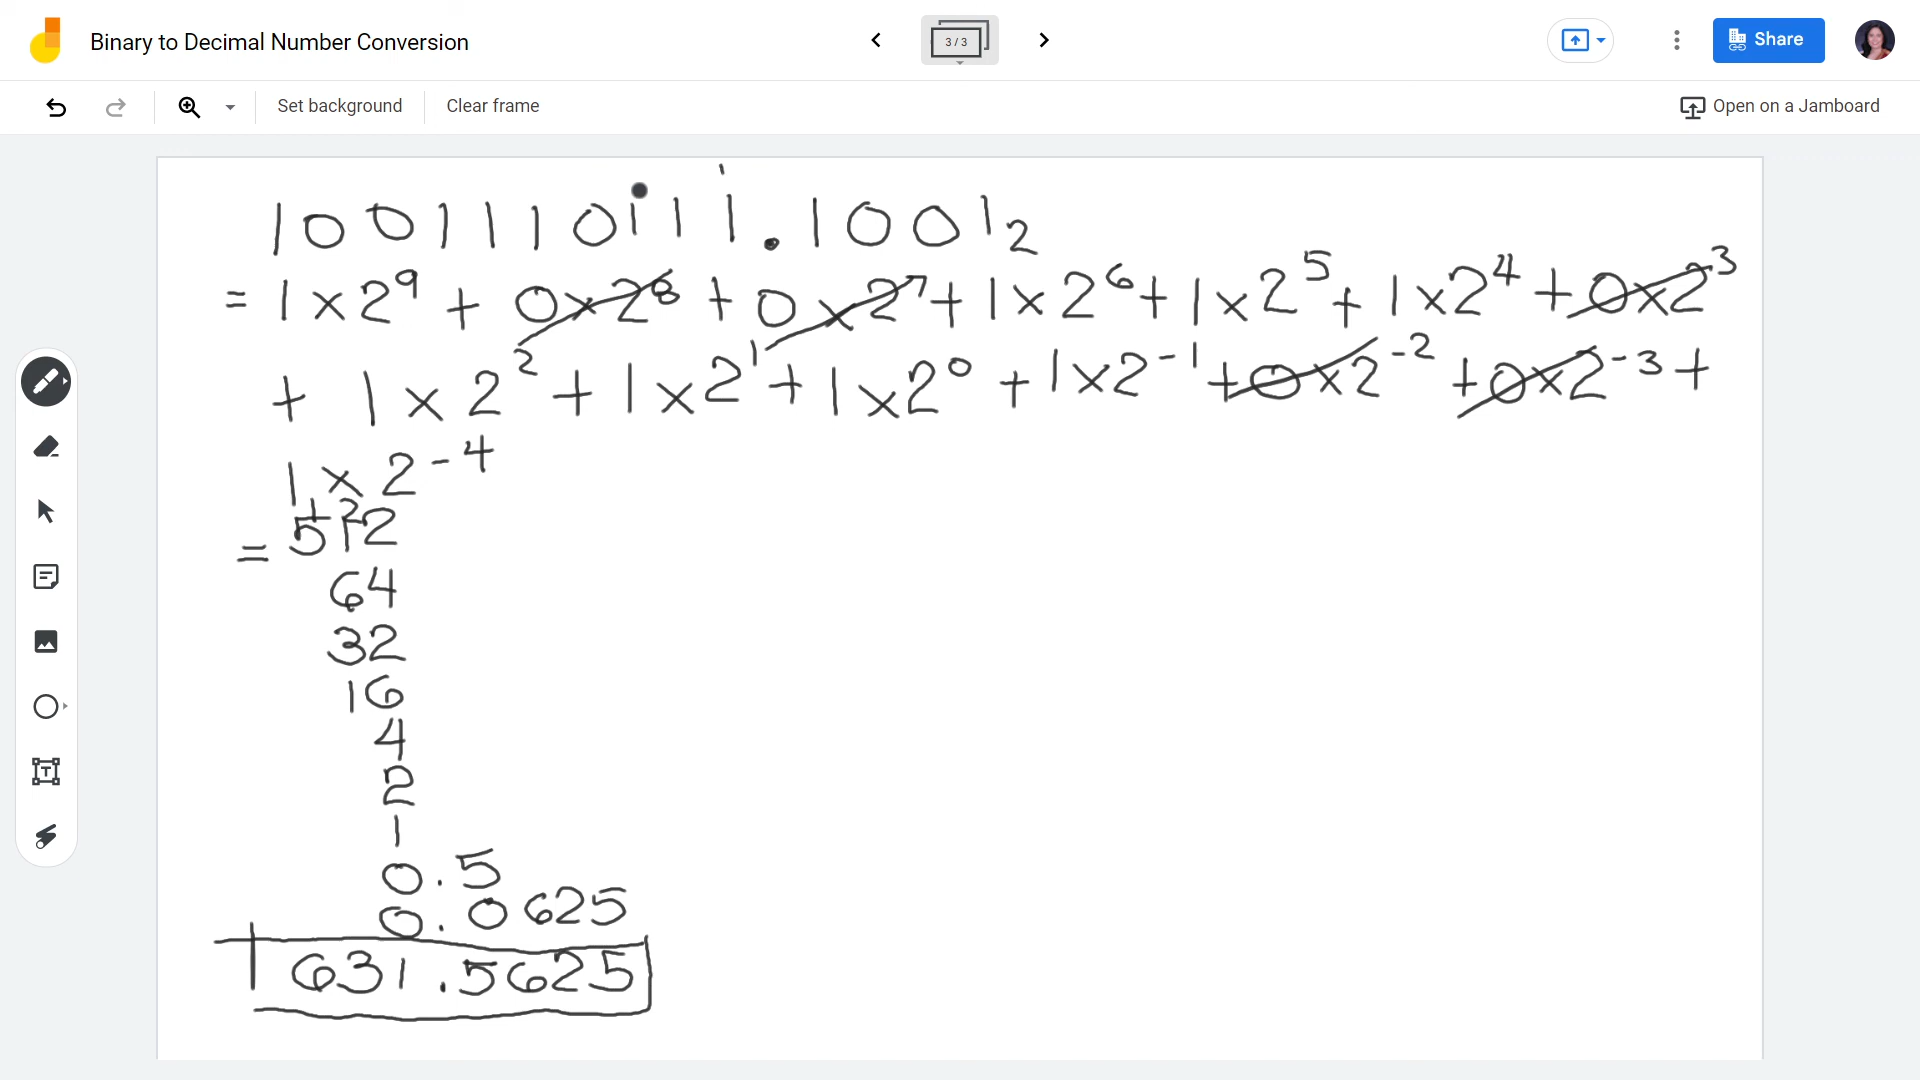 Binary to Decimal Number Conversion
3 / 3
Share
Set background
Clear frame
Open on a Jamboard
1001110111.1001₂
= 1 x 2⁹ + 0 x 2⁸ + 0 x 2⁷ + 1 x 2⁶ + 1 x 2⁵ + 1 x 2⁴ + 0 x 2³
+ 1 x 2² + 1 x 2¹ + 1 x 2⁰ + 1 x 2⁻¹ + 0 x 2⁻² + 0 x 2⁻³ +
1 x 2⁻⁴
1 2
= 512
64
32
16
4
2
1
0.5
0.0625
631.5625